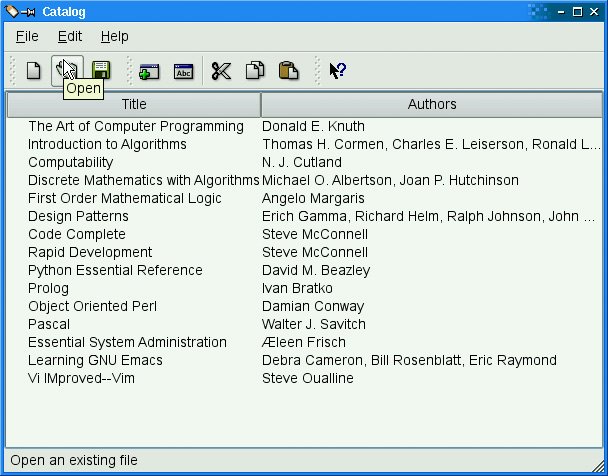 Catalog
File Edit Help
Abc
Open
Title Authors
The Art of Computer Programming Donald E. Knuth
Introduction to Algorithms Thomas H. Cormen, Charles E. Leiserson, Ronald L...
Computability N. J. Cutland
Discrete Mathematics with Algorithms Michael O. Albertson, Joan P. Hutchinson
First Order Mathematical Logic Angelo Margaris
Design Patterns Erich Gamma, Richard Helm, Ralph Johnson, John ...
Code Complete Steve McConnell
Rapid Development Steve McConnell
Python Essential Reference David M. Beazley
Prolog Ivan Bratko
Object Oriented Perl Damian Conway
Pascal Walter J. Savitch
Essential System Administration Æleen Frisch
Learning GNU Emacs Debra Cameron, Bill Rosenblatt, Eric Raymond
Vi IMproved--Vim Steve Oualline
Open an existing file